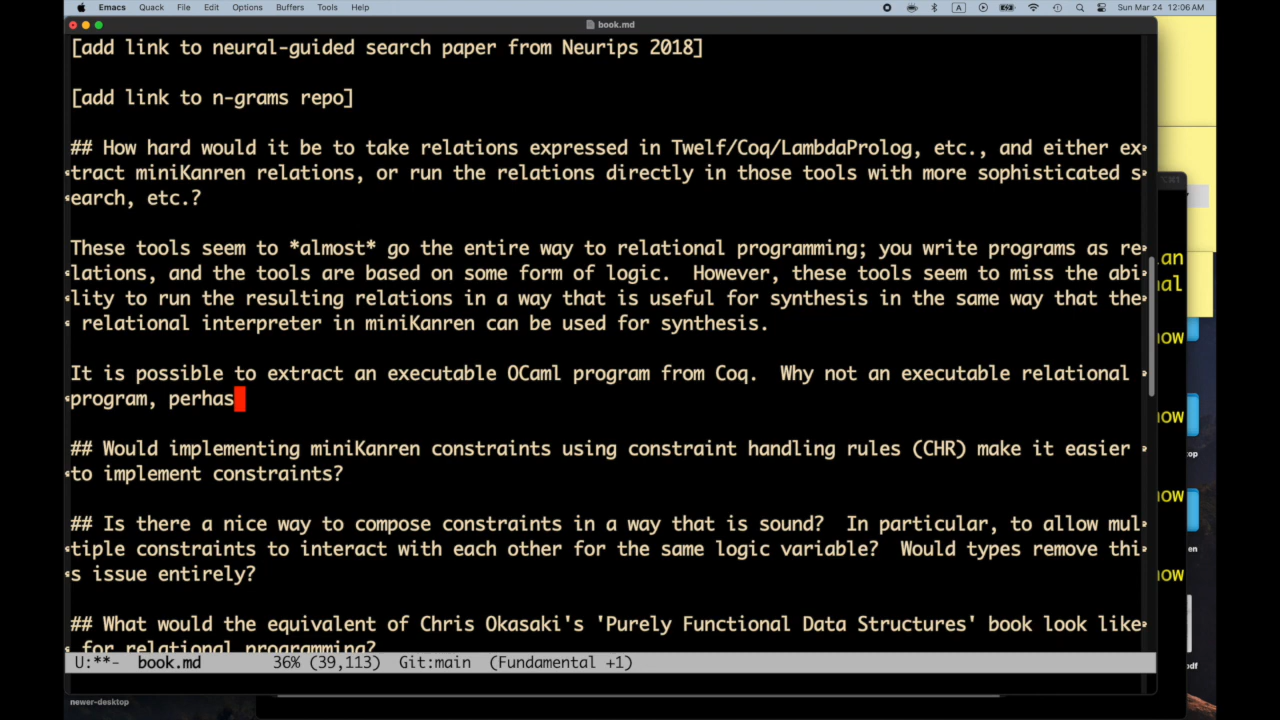 Emacs Quack File Edit Options Buffers Tools Help
A
Sun Mar 24 12:06 AM
book.md
[add link to neural-guided search paper from Neurips 2018]
[add link to n-grams repo]
## How hard would it be to take relations expressed in Twelf/Coq/LambdaProlog, etc., and either ex
tract miniKanren relations, or run the relations directly in those tools with more sophisticated s
earch, etc.?
These tools seem to *almost* go the entire way to relational programming; you write programs as re
lations, and the tools are based on some form of logic.  However, these tools seem to miss the abi
lity to run the resulting relations in a way that is useful for synthesis in the same way that the
relational interpreter in miniKanren can be used for synthesis.
It is possible to extract an executable OCaml program from Coq.  Why not an executable relational
program, perhas
## Would implementing miniKanren constraints using constraint handling rules (CHR) make it easier
to implement constraints?
## Is there a nice way to compose constraints in a way that is sound?  In particular, to allow mul
tiple constraints to interact with each other for the same logic variable?  Would types remove thi
s issue entirely?
## What would the equivalent of Chris Okasaki's 'Purely Functional Data Structures' book look like
for relational programming?
U:**-  book.md  36% (39,113)  Git:main  (Fundamental +1)
newer-desktop